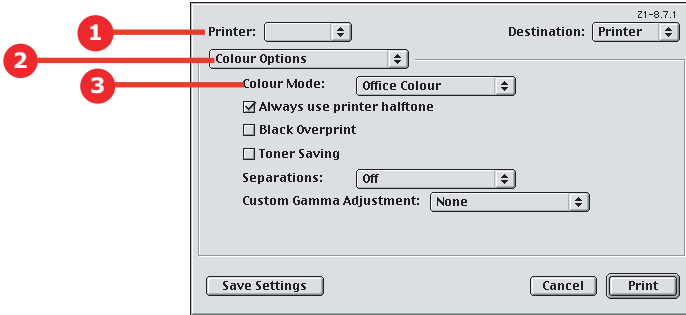 Z1-8.7.1
1 Printer: Destination: Printer
2 Colour Options
3 Colour Mode: Office Colour
Always use printer halftone
Black Overprint
Toner Saving
Separations: Off
Custom Gamma Adjustment: None
Save Settings Cancel Print